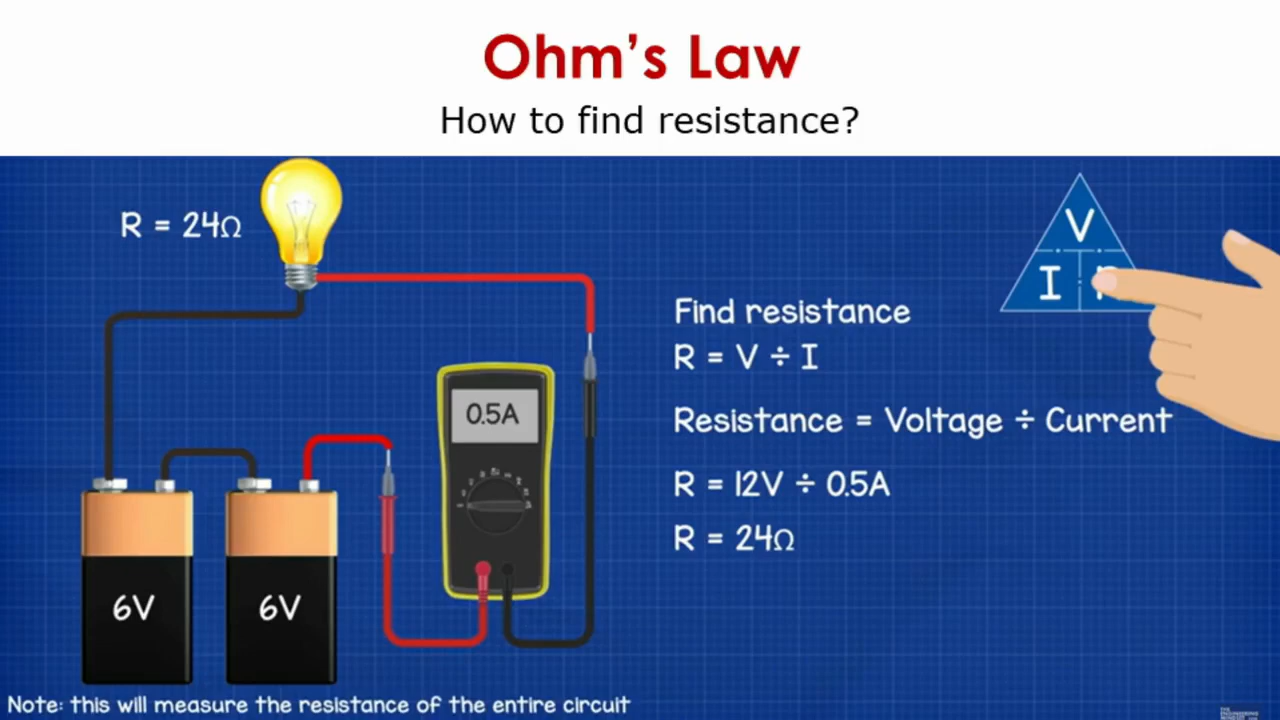 Ohm's Law
How to find resistance?
R = 24Ω
V
I
Find resistance
R = V ÷ I
0.5A
Resistance = Voltage ÷ Current
R = 12V ÷ 0.5A
R = 24Ω
6V
6V
Note: this will measure the resistance of the entire circuit